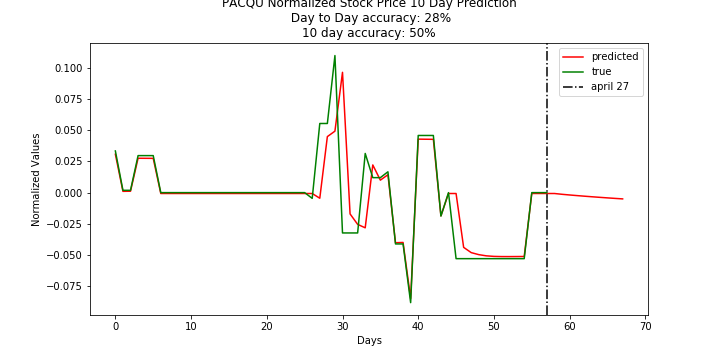 PACQU Normalized Stock Price 10 Day Prediction
Day to Day accuracy: 28%
10 day accuracy: 50%
predicted
true
april 27
Normalized Values
0.100
0.075
0.050
0.025
0.000
−0.025
−0.050
−0.075
0 10 20 30 40 50 60 70
Days